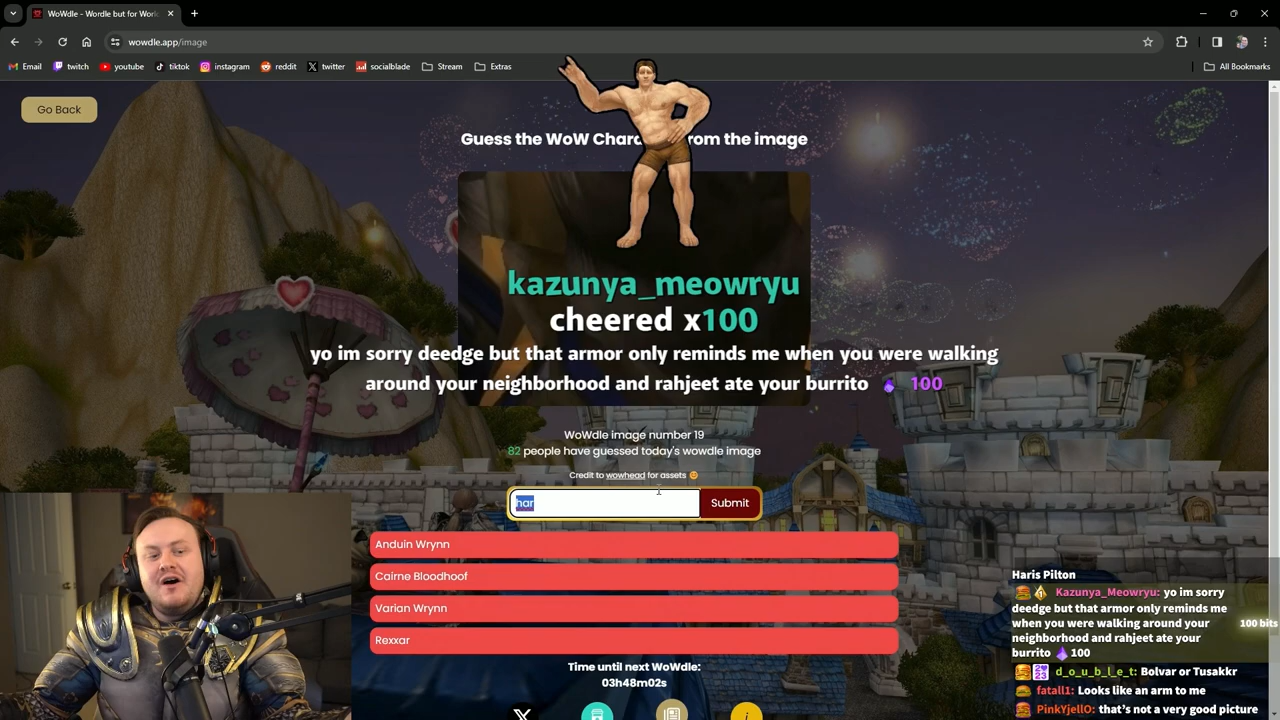 WoWdle - Wordle but for Worl
wowdle.app/image
Email
twitch
youtube
tiktok
instagram
reddit
twitter
socialblade
Stream
Extras
All Bookmarks
Go Back
Guess the WoW Chara rom the image
kazunya_meowryu
cheered x100
yo im sorry deedge but that armor only reminds me when you were walking
around your neighborhood and rahjeet ate your burrito 100
WoWdle image number 19
82 people have guessed today's wowdle image
Credit to wowhead for assets
har
Submit
Anduin Wrynn
Cairne Bloodhoof
Varian Wrynn
Rexxar
Time until next WoWdle:
03h48m02s
Haris Pilton
Kazunya_Meowryu: yo im sorry
deedge but that armor only reminds me
when you were walking around your
neighborhood and rahjeet ate your
burrito 100
100 bits
d_o_u_b_l_e_t: Bolvar or Tusakkr
fatall1: Looks like an arm to me
PinkYjellO: that's not a very good picture